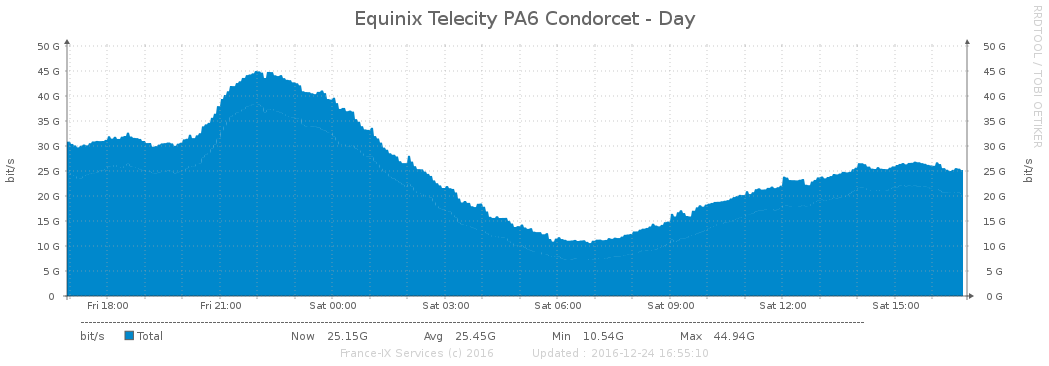 Equinix Telecity PA6 Condorcet - Day
RRDTOOL / TOBI OETIKER
bit/s
50 G
45 G
40 G
35 G
30 G
25 G
20 G
15 G
10 G
5 G
0
50 G
45 G
40 G
35 G
30 G
25 G
20 G
15 G
10 G
5 G
0 G
bit/s
Fri 18:00 Fri 21:00 Sat 00:00 Sat 03:00 Sat 06:00 Sat 09:00 Sat 12:00 Sat 15:00
bit/s Total Now 25.15G Avg 25.45G Min 10.54G Max 44.94G
France-IX Services (c) 2016 Updated : 2016-12-24 16:55:10